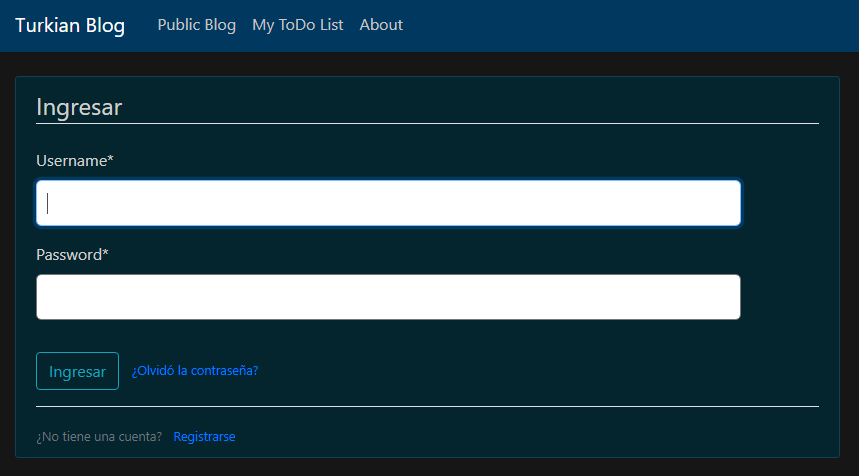 Turkian Blog Public Blog My ToDo List About
Ingresar
Username*
Password*
Ingresar ¿Olvidó la contraseña?
¿No tiene una cuenta? Registrarse